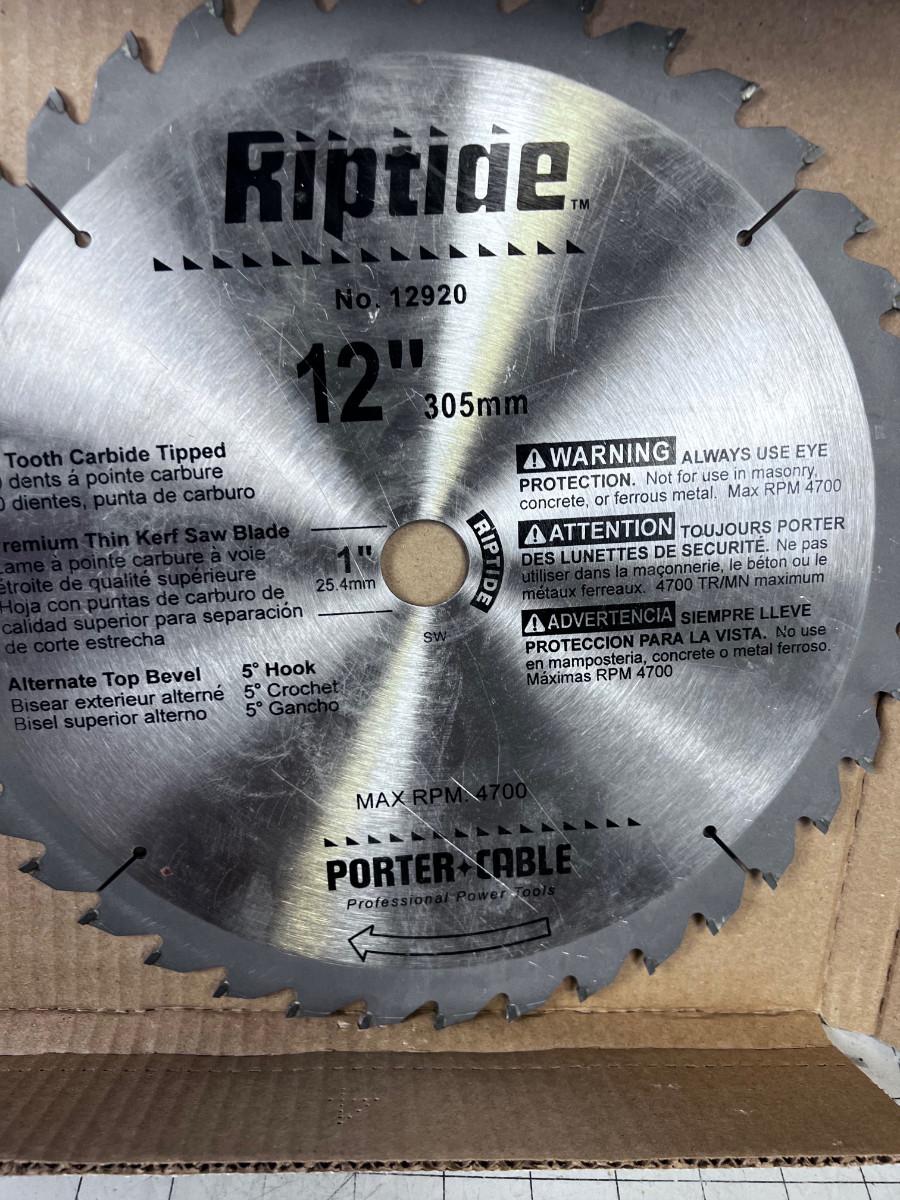 Riptide™
No. 12920
12" 305mm
Tooth Carbide Tipped
dents á pointe carbure
dientes, punta de carburo
remium Thin Kerf Saw Blade
Lame a pointe carbure à voie
étroite de qualité supérieure
Hoja con puntas de carburo de
calidad superior para separación
de corte estrecha
Alternate Top Bevel 5° Hook
Bisear exterieur alterné 5° Crochet
Bisel superior alterno 5° Gancho
1"
25.4mm
RIPTIDE
SW
⚠WARNING ALWAYS USE EYE
PROTECTION. Not for use in masonry,
concrete, or ferrous metal. Max RPM 4700
⚠ATTENTION TOUJOURS PORTER
DES LUNETTES DE SECURITÉ. Ne pas
utiliser dans la maçonnerie, le béton ou le
métaux ferreaux. 4700 TR/MN maximum
⚠ADVERTENCIA SIEMPRE LLEVE
PROTECCION PARA LA VISTA. No use
en mamposteria, concrete o metal ferroso.
Máximas RPM 4700
MAX RPM. 4700
PORTER✦CABLE
Professional Power Tools